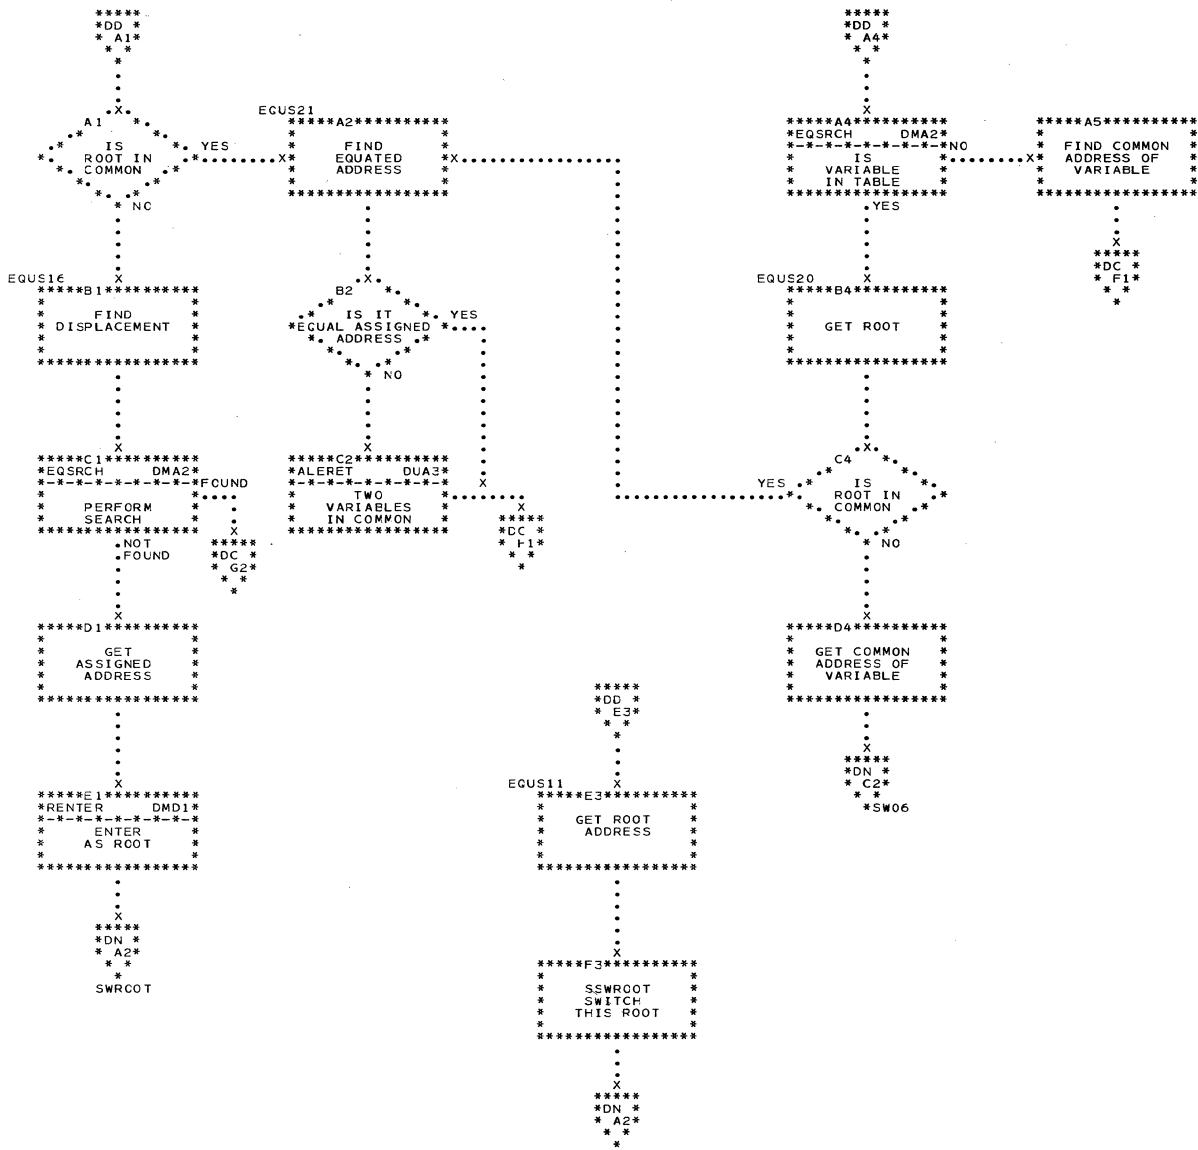 DD
A1
DD
A4
EQUS21
A1
IS
ROOT IN
COMMON
YES
NO
A2
FIND
EQUATED
ADDRESS
A4
EQSRCH DMA2
IS
VARIABLE
IN TABLE
NO
YES
A5
FIND COMMON
ADDRESS OF
VARIABLE
DC
F1
EQUS16
B1
FIND
DISPLACEMENT
B2
IS IT
EQUAL ASSIGNED
ADDRESS
YES
NO
EQUS20
B4
GET ROOT
C1
EQSRCH DMA2
PERFORM
SEARCH
FOUND
NOT
FOUND
DC
G2
C2
ALERET DUA3
TWO
VARIABLES
IN COMMON
DC
F1
C4
IS
ROOT IN
COMMON
YES
NO
D1
GET
ASSIGNED
ADDRESS
D4
GET COMMON
ADDRESS OF
VARIABLE
DD
E3
DN
C2
SW06
E1
RENTER DMD1
ENTER
AS ROOT
EQUS11
E3
GET ROOT
ADDRESS
DN
A2
SWROOT
F3
SSWROOT
SWITCH
THIS ROOT
DN
A2